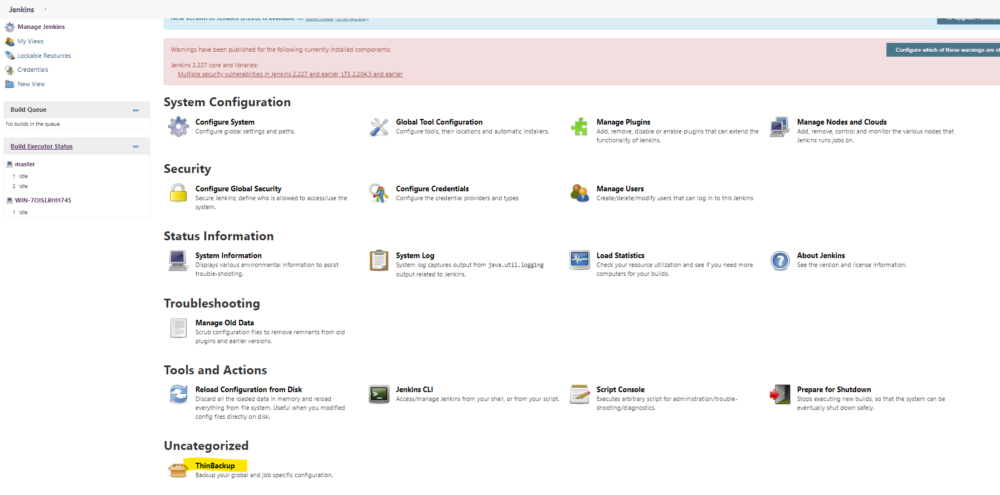 Jenkins
Manage Jenkins
My Views
Lockable Resources
Credentials
New View
Build Queue
No builds in the queue.
Build Executor Status
master
1 Idle
2 Idle
WIN-7OISL8HH745
1 Idle
New version of Jenkins (2.228) is available for download (changelog).
Or Upgrade Automa
Warnings have been published for the following currently installed components:
Configure which of these warnings are s
Jenkins 2.227 core and libraries:
Multiple security vulnerabilities in Jenkins 2.227 and earlier, LTS 2.204.5 and earlier
System Configuration
Configure System
Configure global settings and paths.
Global Tool Configuration
Configure tools, their locations and automatic installers.
Manage Plugins
Add, remove, disable or enable plugins that can extend the
functionality of Jenkins.
Manage Nodes and Clouds
Add, remove, control and monitor the various nodes that
Jenkins runs jobs on.
Security
Configure Global Security
Secure Jenkins; define who is allowed to access/use the
system.
Configure Credentials
Configure the credential providers and types
Manage Users
Create/delete/modify users that can log in to this Jenkins
Status Information
System Information
Displays various environmental information to assist
trouble-shooting.
System Log
System log captures output from java.util.logging
output related to Jenkins.
Load Statistics
Check your resource utilization and see if you need more
computers for your builds.
About Jenkins
See the version and license information.
Troubleshooting
Manage Old Data
Scrub configuration files to remove remnants from old
plugins and earlier versions.
Tools and Actions
Reload Configuration from Disk
Discard all the loaded data in memory and reload
everything from file system. Useful when you modified
config files directly on disk.
Jenkins CLI
Access/manage Jenkins from your shell, or from your script.
Script Console
Executes arbitrary script for administration/trouble-
shooting/diagnostics.
Prepare for Shutdown
Stops executing new builds, so that the system can be
eventually shut down safely.
Uncategorized
ThinBackup
Backup your global and job specific configuration.